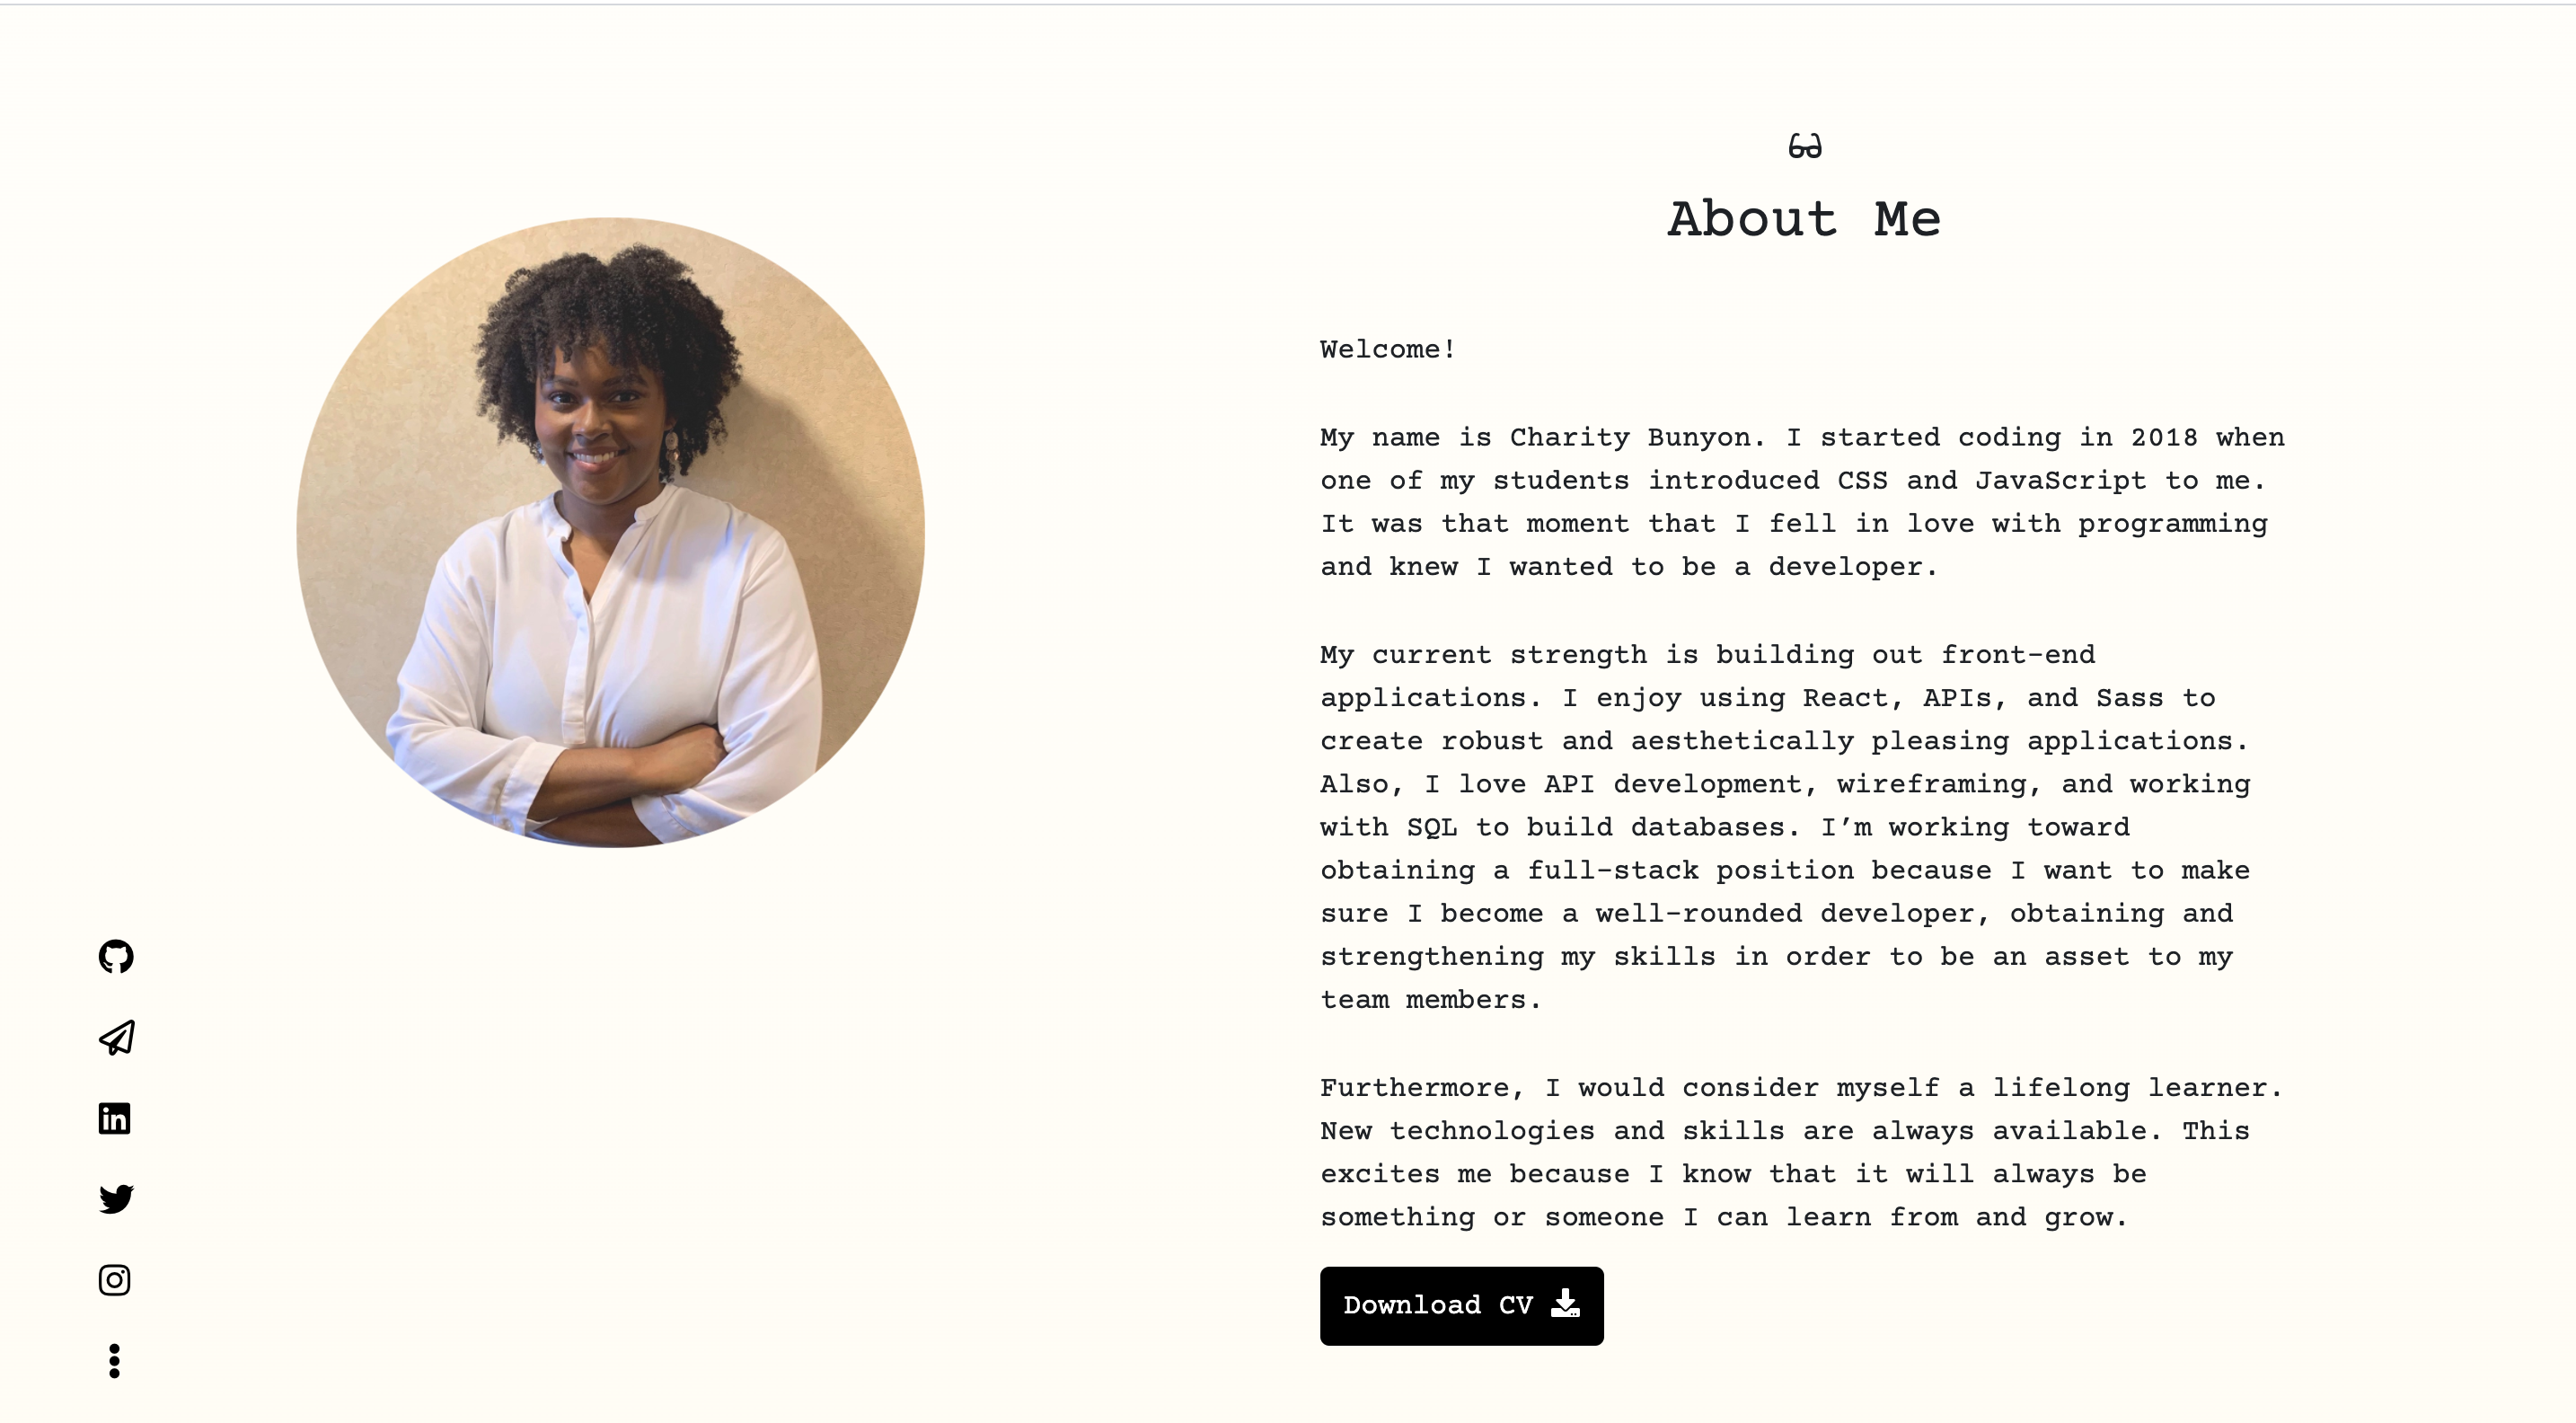 About Me
Welcome!
My name is Charity Bunyon. I started coding in 2018 when
one of my students introduced CSS and JavaScript to me.
It was that moment that I fell in love with programming
and knew I wanted to be a developer.
My current strength is building out front-end
applications. I enjoy using React, APIs, and Sass to
create robust and aesthetically pleasing applications.
Also, I love API development, wireframing, and working
with SQL to build databases. I’m working toward
obtaining a full-stack position because I want to make
sure I become a well-rounded developer, obtaining and
strengthening my skills in order to be an asset to my
team members.
Furthermore, I would consider myself a lifelong learner.
New technologies and skills are always available. This
excites me because I know that it will always be
something or someone I can learn from and grow.
Download CV